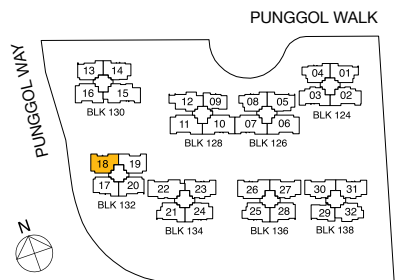 PUNGGOL WALK
PUNGGOL WAY
13 14
16 15
BLK 130
04 01
03 02
BLK 124
12 09
11 10
BLK 128
08 05
07 06
BLK 126
18 19
17 20
BLK 132
22 23
21 24
BLK 134
26 27
25 28
BLK 136
30 31
29 32
BLK 138
N